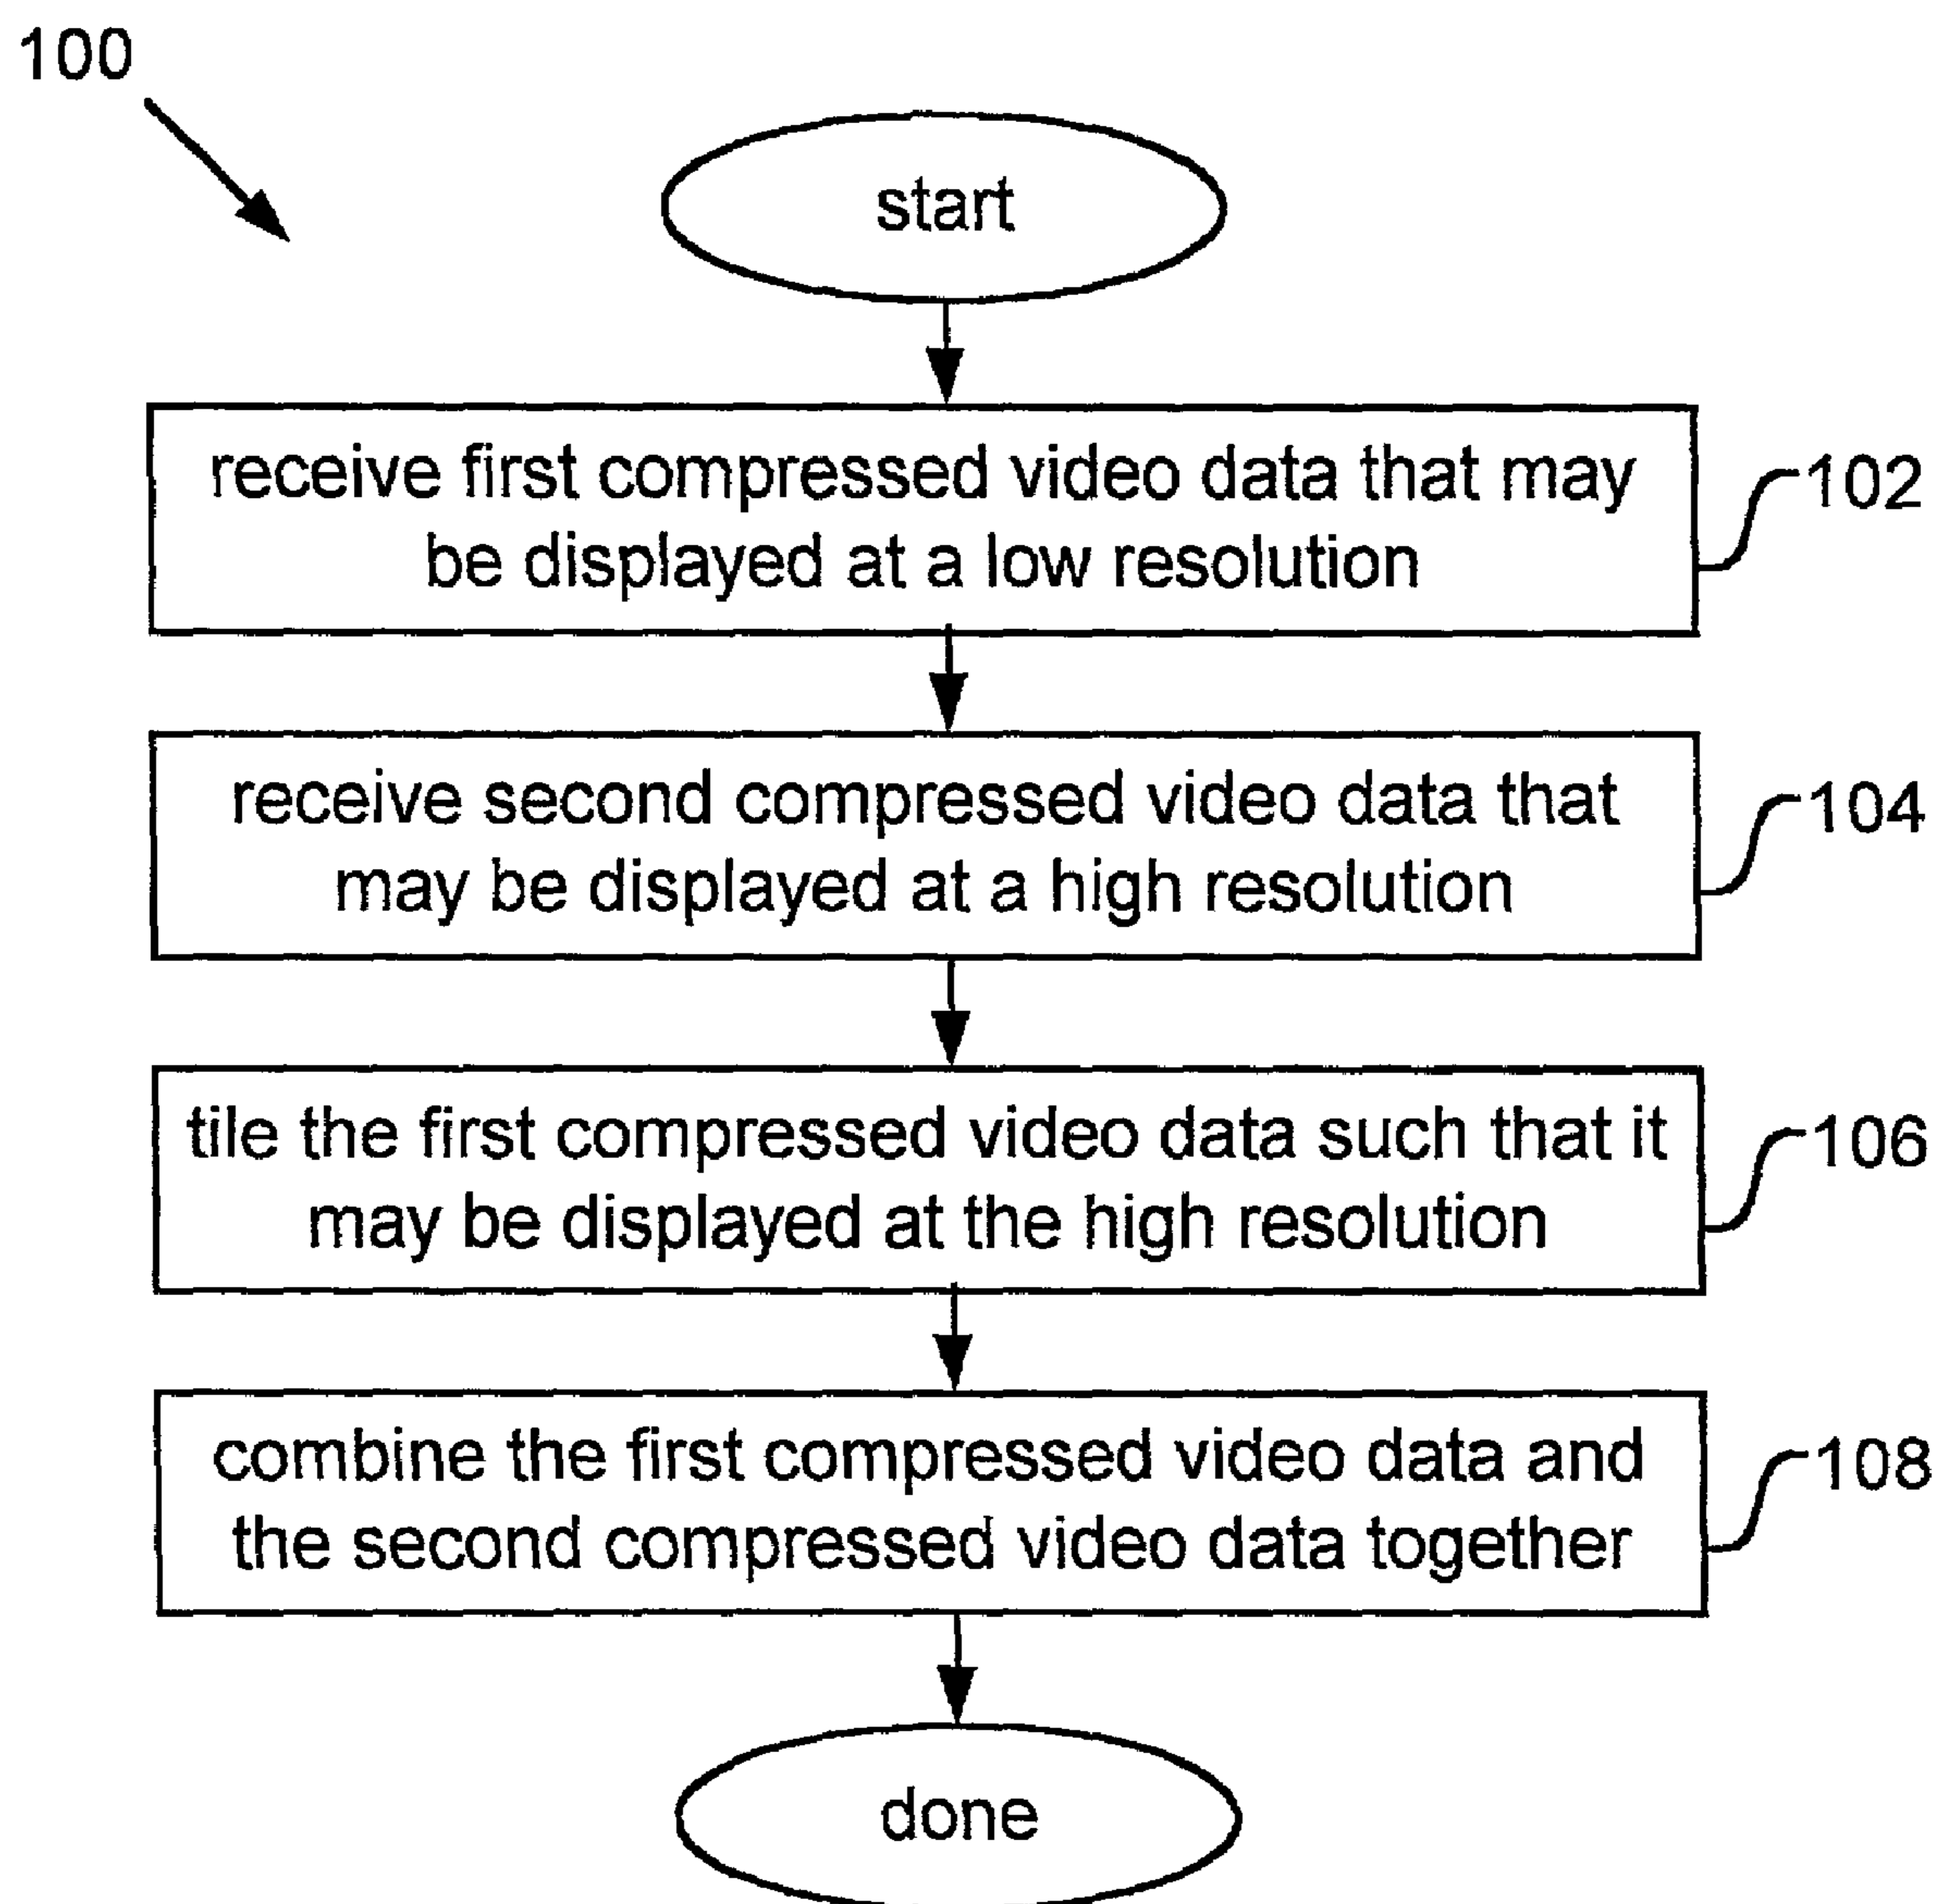 100
start
receive first compressed video data that may
be displayed at a low resolution
102
receive second compressed video data that
may be displayed at a high resolution
104
tile the first compressed video data such that it
may be displayed at the high resolution
106
combine the first compressed video data and
the second compressed video data together
108
done